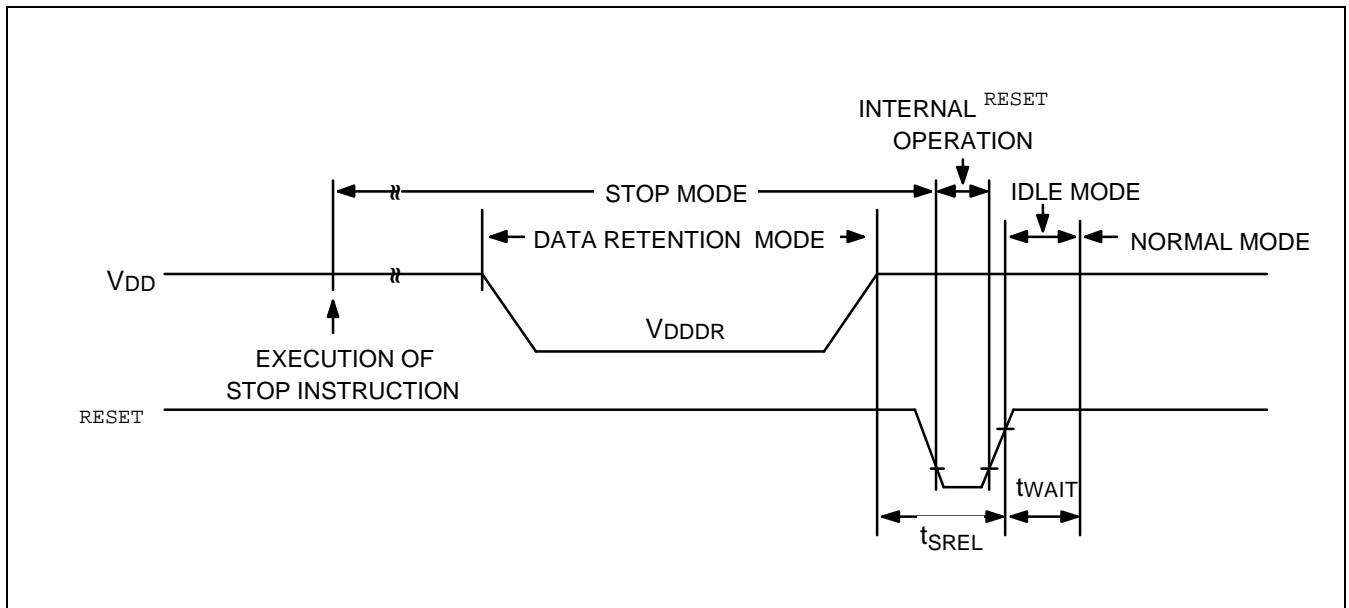 INTERNAL RESET
OPERATION
STOP MODE
IDLE MODE
DATA RETENTION MODE
NORMAL MODE
VDD
VDDDR
EXECUTION OF
STOP INSTRUCTION
RESET
tWAIT
tSREL